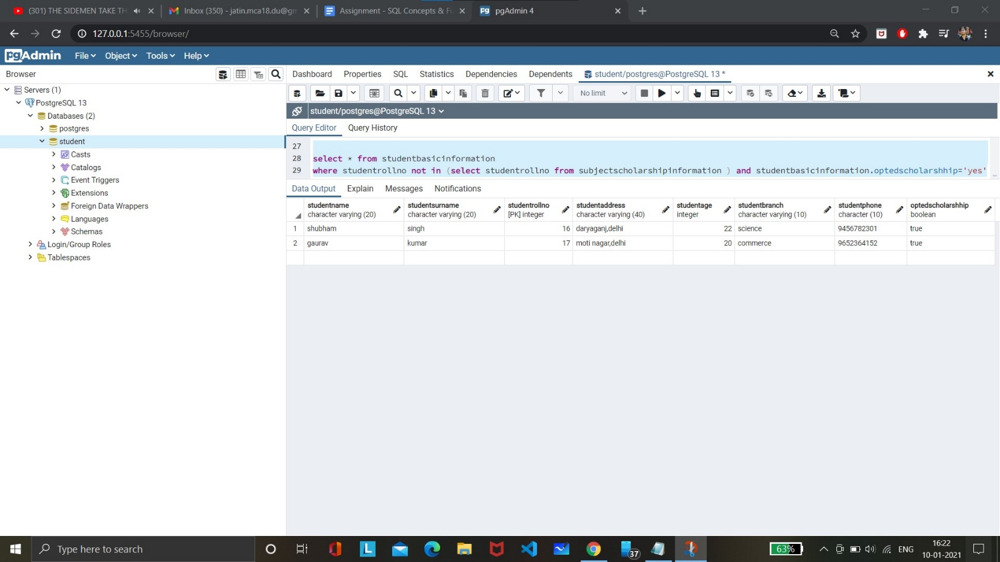 (301) THE SIDEMEN TAKE TH
Inbox (350) - jatin.mca18.du@gm
Assignment - SQL Concepts & Fu
pg pgAdmin 4
127.0.0.1:5455/browser/
pgAdmin File Object Tools Help
Browser
Dashboard Properties SQL Statistics Dependencies Dependents student/postgres@PostgreSQL 13 *
Servers (1)
PostgreSQL 13
Databases (2)
postgres
student
Casts
Catalogs
Event Triggers
Extensions
Foreign Data Wrappers
Languages
Schemas
Login/Group Roles
Tablespaces
No limit
student/postgres@PostgreSQL 13
Query Editor Query History
27
28 select * from studentbasicinformation
29 where studentrollno not in (select studentrollno from subjectscholarshipinformation ) and studentbasicinformation.optedscholarshhip='yes'
Data Output Explain Messages Notifications
studentname studentsurname studentrollno studentaddress studentage studentbranch studentphone optedscholarshhip
character varying (20) character varying (20) [PK] integer character varying (40) integer character varying (10) character (10) boolean
1 shubham singh 16 daryaganj,delhi 22 science 9456782301 true
2 gaurav kumar 17 moti nagar,delhi 20 commerce 9652364152 true
Type here to search
L
37
63%
ENG
16:22
10-01-2021